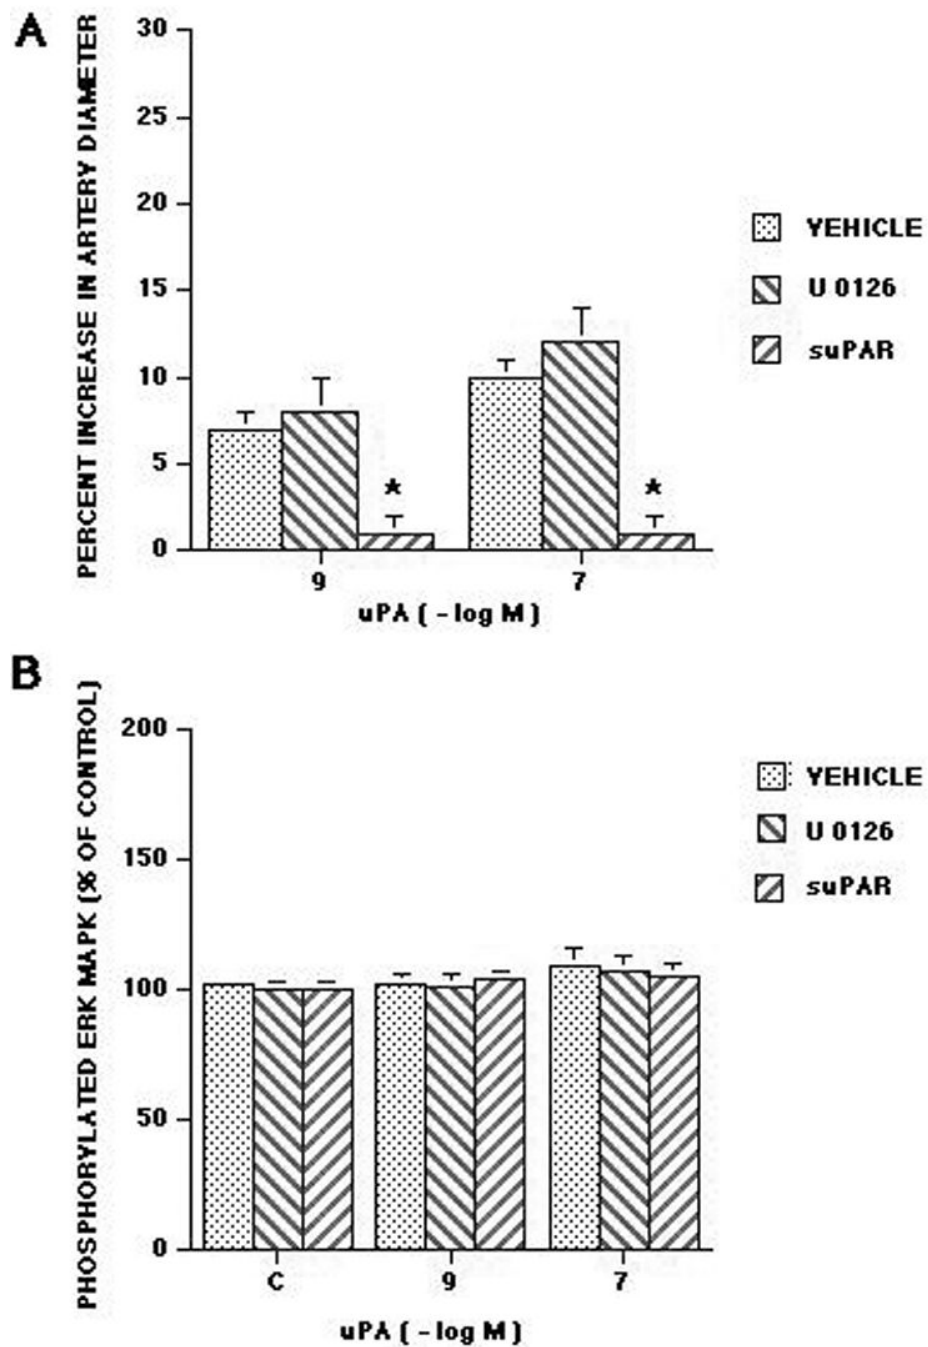 A
PERCENT INCREASE IN ARTERY DIAMETER
30
25
20
15
10
5
0
★
★
9
7
uPA ( - log M )
YEHICLE
U 0126
suPAR
B
PHOSPHORYLATED ERK MAPK (% OF CONTROL)
200
150
100
50
0
C
9
7
uPA ( - log M )
YEHICLE
U 0126
suPAR